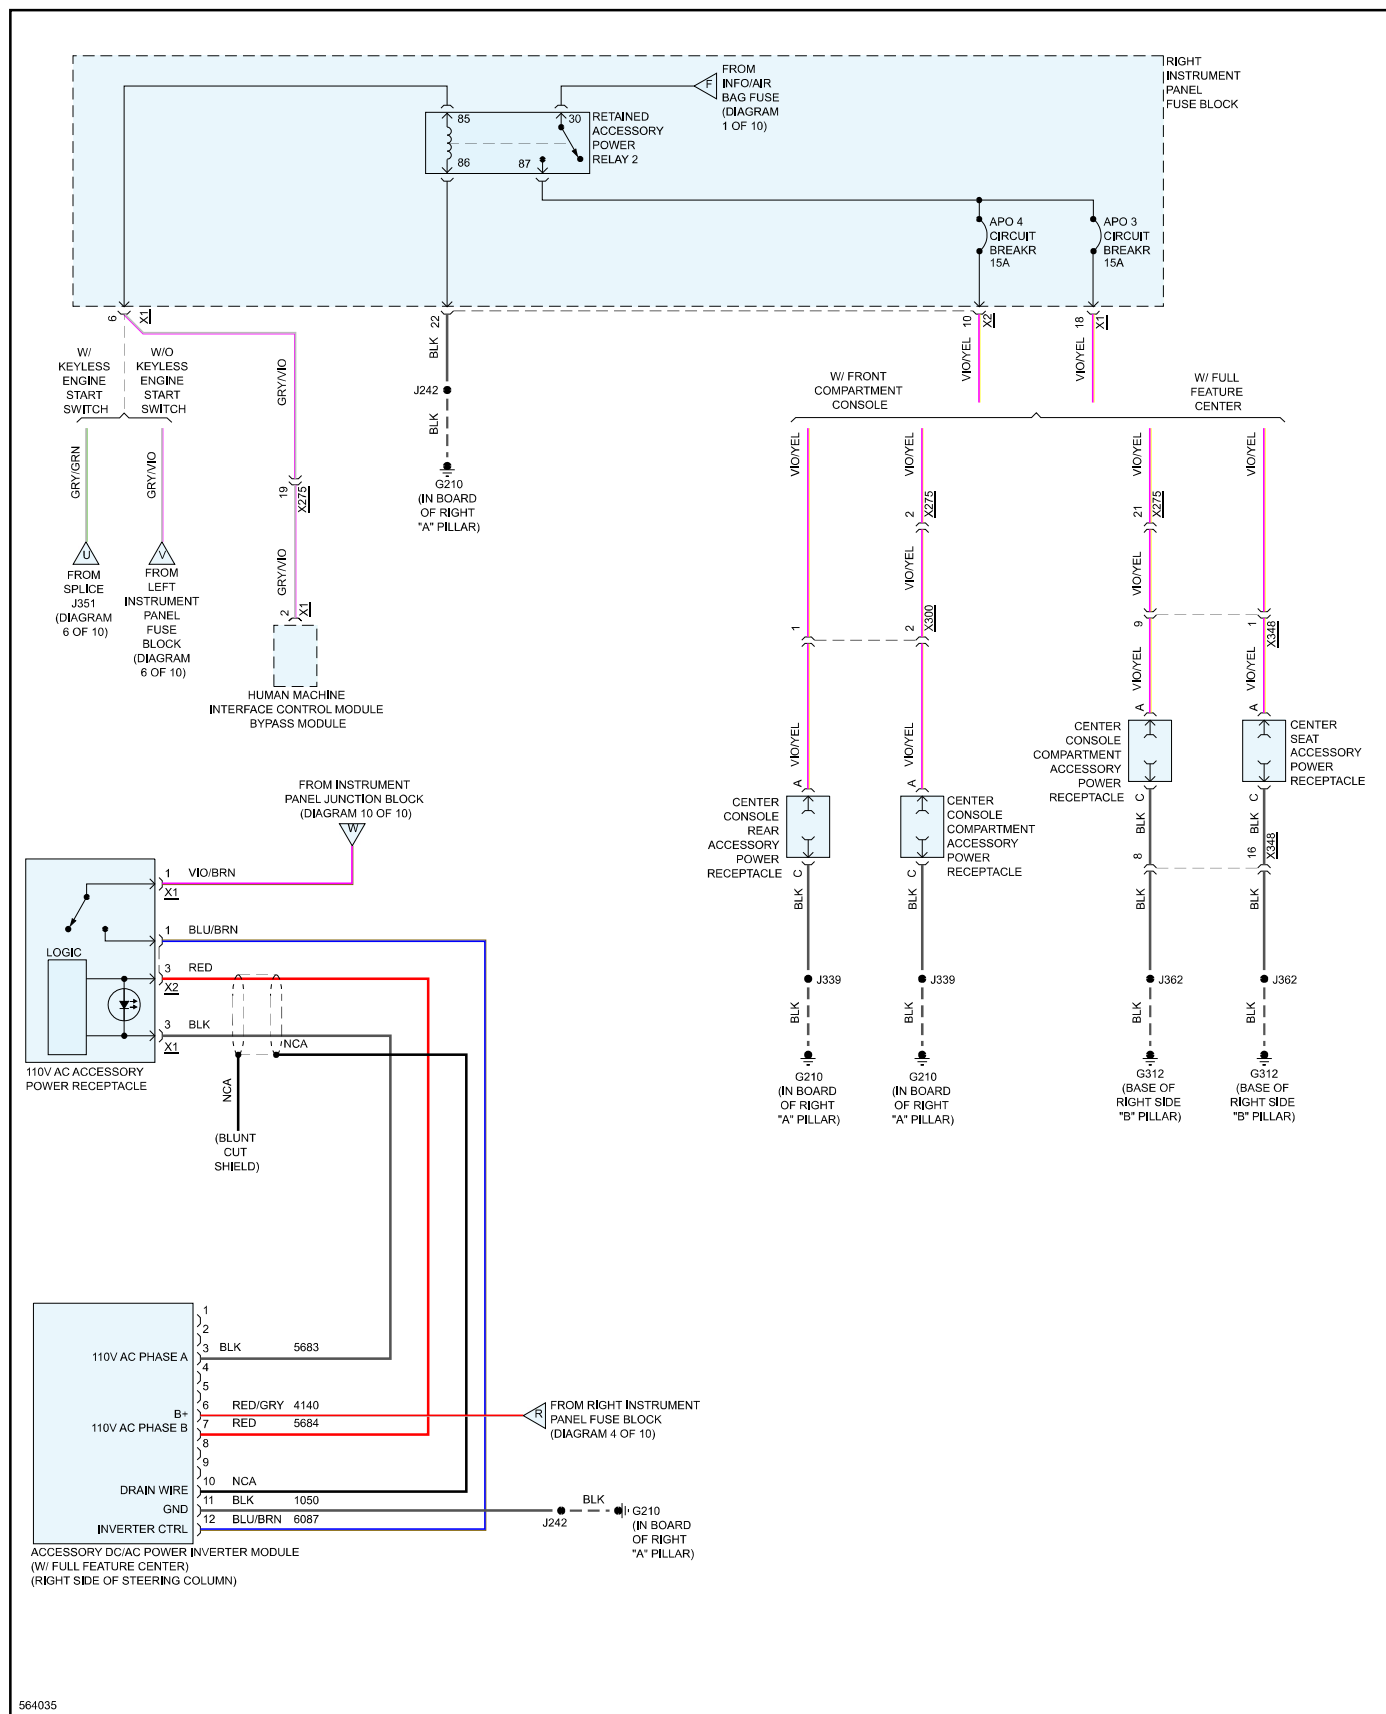 RIGHT
INSTRUMENT
PANEL
FUSE BLOCK
F
FROM
INFO/AIR
BAG FUSE
(DIAGRAM
1 OF 10)
85
30
86
87
RETAINED
ACCESSORY
POWER
RELAY 2
APO 4
CIRCUIT
BREAKR
15A
APO 3
CIRCUIT
BREAKR
15A
6
X1
22
10
X2
18
X1
BLK
VIO/YEL
VIO/YEL
W/
KEYLESS
ENGINE
START
SWITCH
W/O
KEYLESS
ENGINE
START
SWITCH
GRY/VIO
J242
BLK
G210
(IN BOARD
OF RIGHT
"A" PILLAR)
GRY/GRN
GRY/VIO
19
X275
U
FROM
SPLICE
J351
(DIAGRAM
6 OF 10)
V
FROM
LEFT
INSTRUMENT
PANEL
FUSE
BLOCK
(DIAGRAM
6 OF 10)
GRY/VIO
2
X1
HUMAN MACHINE
INTERFACE CONTROL MODULE
BYPASS MODULE
W/ FRONT
COMPARTMENT
CONSOLE
W/ FULL
FEATURE
CENTER
VIO/YEL
VIO/YEL
VIO/YEL
VIO/YEL
2
X275
21
X275
VIO/YEL
VIO/YEL
1
2
X300
9
1
X348
VIO/YEL
VIO/YEL
VIO/YEL
VIO/YEL
A
A
A
A
CENTER
CONSOLE
REAR
ACCESSORY
POWER
RECEPTACLE
CENTER
CONSOLE
COMPARTMENT
ACCESSORY
POWER
RECEPTACLE
CENTER
CONSOLE
COMPARTMENT
ACCESSORY
POWER
RECEPTACLE
CENTER
SEAT
ACCESSORY
POWER
RECEPTACLE
C
C
C
C
BLK
BLK
BLK
BLK
8
16
X348
BLK
BLK
J339
J339
J362
J362
BLK
BLK
BLK
BLK
G210
(IN BOARD
OF RIGHT
"A" PILLAR)
G210
(IN BOARD
OF RIGHT
"A" PILLAR)
G312
(BASE OF
RIGHT SIDE
"B" PILLAR)
G312
(BASE OF
RIGHT SIDE
"B" PILLAR)
FROM INSTRUMENT
PANEL JUNCTION BLOCK
(DIAGRAM 10 OF 10)
W
1 VIO/BRN
X1
1 BLU/BRN
LOGIC
3 RED
X2
3 BLK
X1
NCA
110V AC ACCESSORY
POWER RECEPTACLE
NCA
(BLUNT
CUT
SHIELD)
1
2
110V AC PHASE A 3 BLK 5683
4
5
B+ 6 RED/GRY 4140
110V AC PHASE B 7 RED 5684
8
9
DRAIN WIRE 10 NCA
GND 11 BLK 1050
INVERTER CTRL 12 BLU/BRN 6087
R
FROM RIGHT INSTRUMENT
PANEL FUSE BLOCK
(DIAGRAM 4 OF 10)
J242
BLK
G210
(IN BOARD
OF RIGHT
"A" PILLAR)
ACCESSORY DC/AC POWER INVERTER MODULE
(W/ FULL FEATURE CENTER)
(RIGHT SIDE OF STEERING COLUMN)
564035